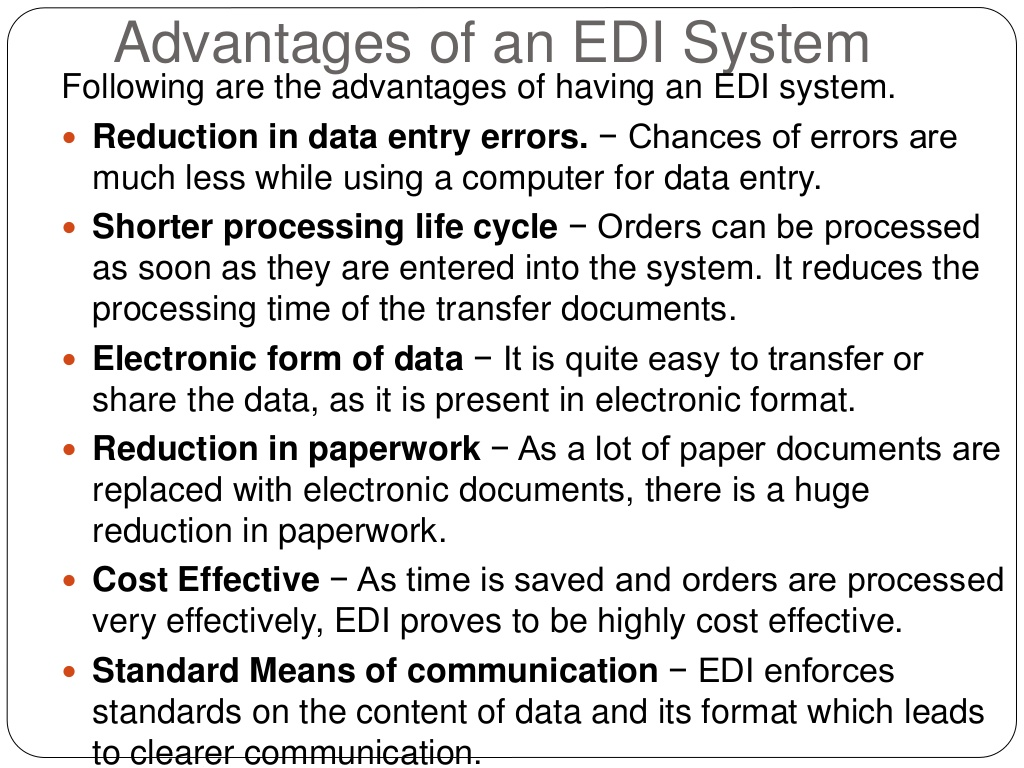 Advantages of an EDI System
Following are the advantages of having an EDI system.
• Reduction in data entry errors. − Chances of errors are
much less while using a computer for data entry.
• Shorter processing life cycle − Orders can be processed
as soon as they are entered into the system. It reduces the
processing time of the transfer documents.
• Electronic form of data − It is quite easy to transfer or
share the data, as it is present in electronic format.
• Reduction in paperwork − As a lot of paper documents are
replaced with electronic documents, there is a huge
reduction in paperwork.
• Cost Effective − As time is saved and orders are processed
very effectively, EDI proves to be highly cost effective.
• Standard Means of communication − EDI enforces
standards on the content of data and its format which leads
to clearer communication.